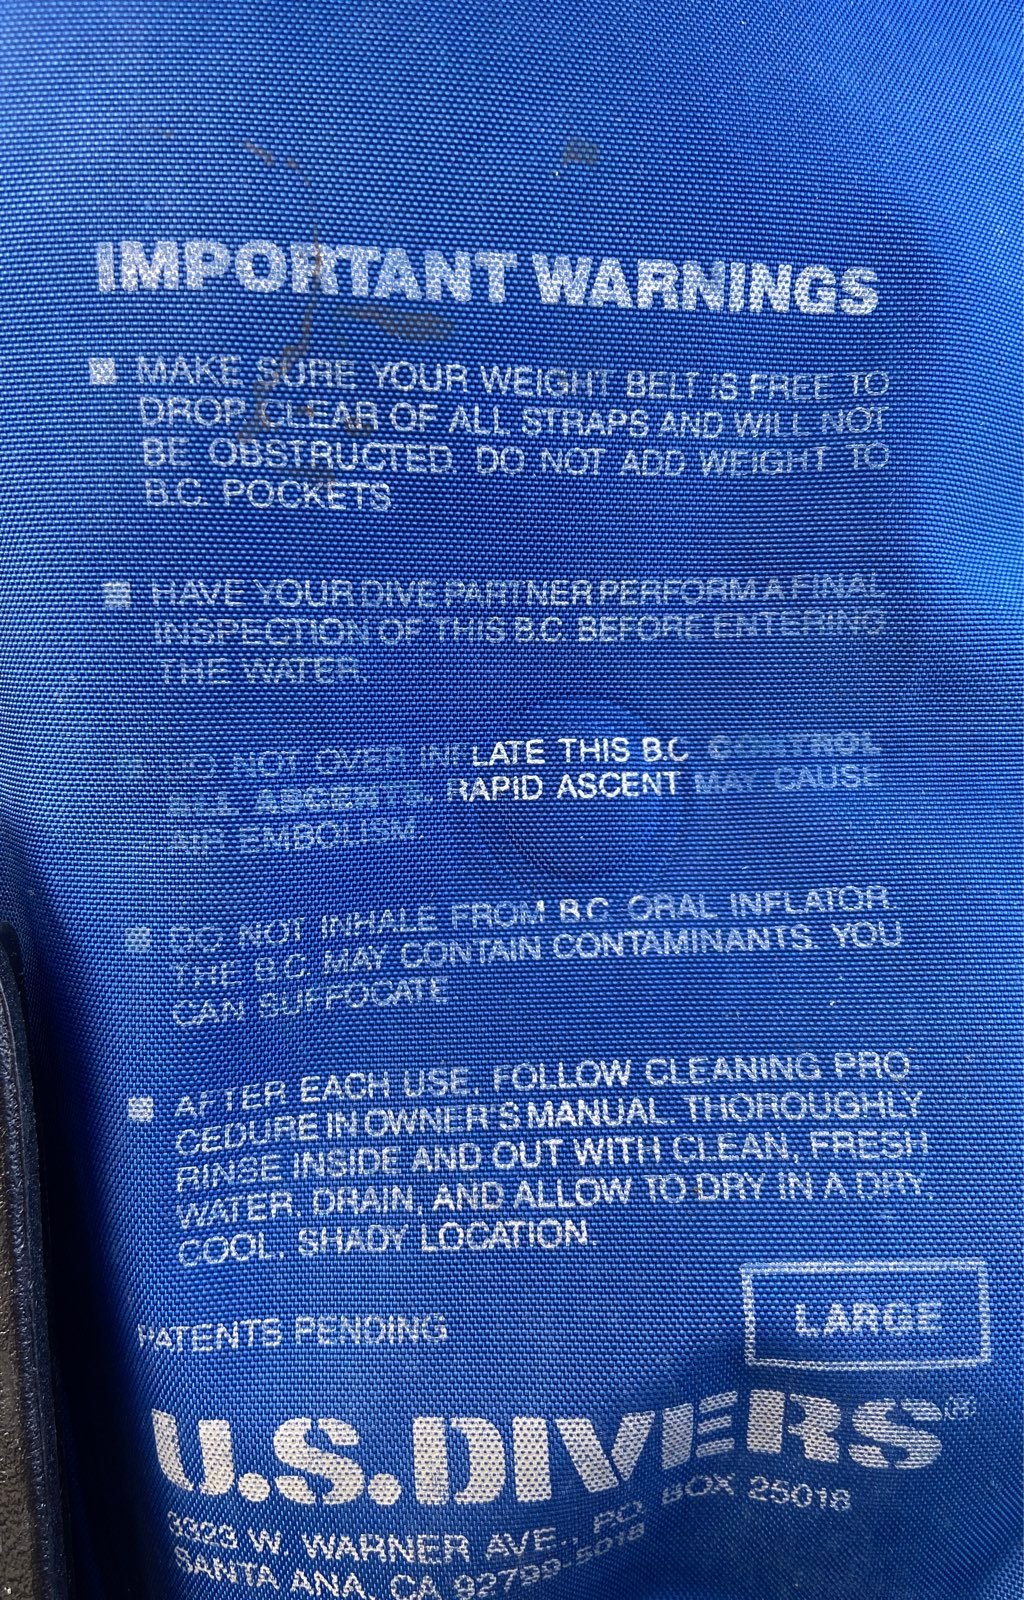 IMPORTANT WARNINGS
■ MAKE SURE YOUR WEIGHT BELT IS FREE TO
DROP CLEAR OF ALL STRAPS AND WILL NOT
BE OBSTRUCTED. DO NOT ADD WEIGHT TO
B.C. POCKETS
■ HAVE YOUR DIVE PARTNER PERFORM A FINAL
INSPECTION OF THIS B.C. BEFORE ENTERING
THE WATER.
■ DO NOT OVER INFLATE THIS B.C. CONTROL
ALL ASCENTS. RAPID ASCENT MAY CAUSE
AIR EMBOLISM.
■ DO NOT INHALE FROM B.C. ORAL INFLATOR.
THE B.C. MAY CONTAIN CONTAMINANTS. YOU
CAN SUFFOCATE
■ AFTER EACH USE, FOLLOW CLEANING PRO
CEDURE IN OWNER'S MANUAL. THOROUGHLY
RINSE INSIDE AND OUT WITH CLEAN, FRESH
WATER. DRAIN, AND ALLOW TO DRY IN A DRY,
COOL, SHADY LOCATION.
LARGE
PATENTS PENDING
U.S.DIVERS®
3323 W. WARNER AVE., P.O. BOX 25018
SANTA ANA, CA 92799-5018